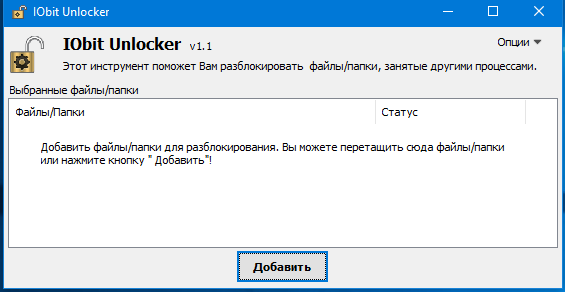 IObit Unlocker
IObit Unlocker v1.1
Опции
Этот инструмент поможет Вам разблокировать файлы/папки, занятые другими процессами.
Выбранные файлы/папки
Файлы/Папки Статус
Добавить файлы/папки для разблокирования. Вы можете перетащить сюда файлы/папки
или нажмите кнопку " Добавить"!
Добавить